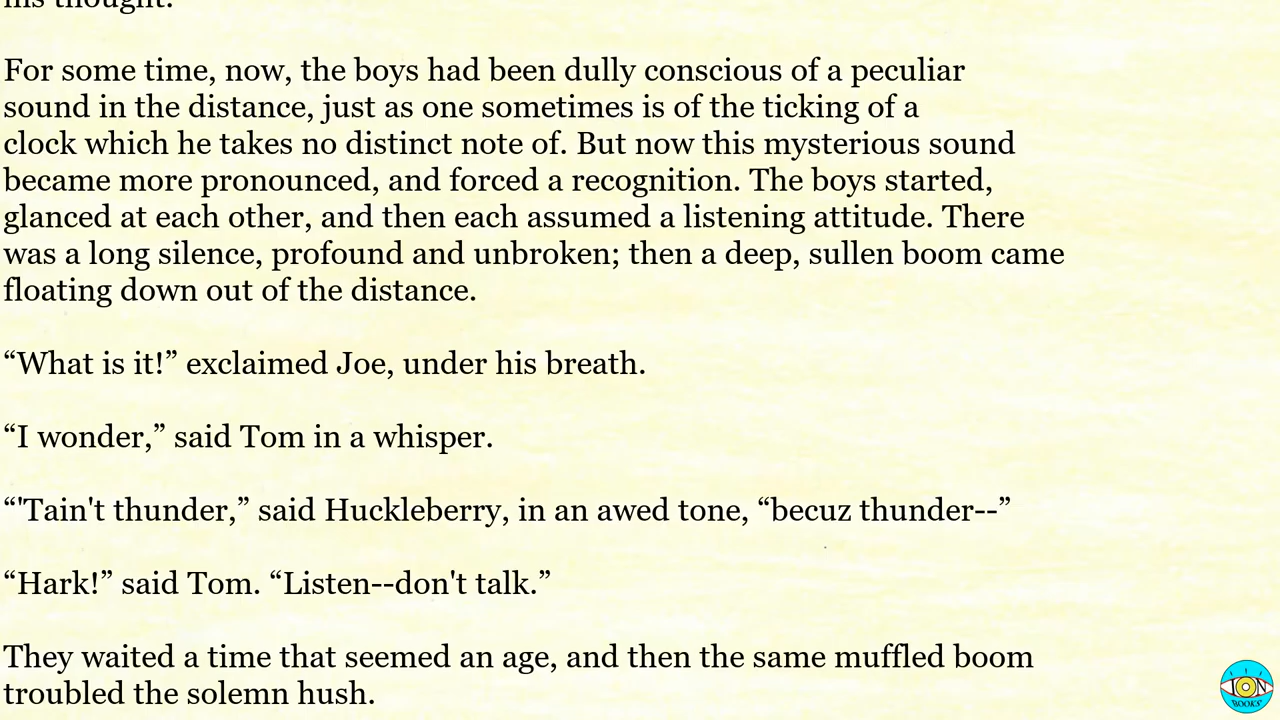 his thought.
For some time, now, the boys had been dully conscious of a peculiar
sound in the distance, just as one sometimes is of the ticking of a
clock which he takes no distinct note of. But now this mysterious sound
became more pronounced, and forced a recognition. The boys started,
glanced at each other, and then each assumed a listening attitude. There
was a long silence, profound and unbroken; then a deep, sullen boom came
floating down out of the distance.
“What is it!” exclaimed Joe, under his breath.
“I wonder,” said Tom in a whisper.
“'Tain't thunder,” said Huckleberry, in an awed tone, “becuz thunder--”
“Hark!” said Tom. “Listen--don't talk.”
They waited a time that seemed an age, and then the same muffled boom
troubled the solemn hush.
ION
BOOKS